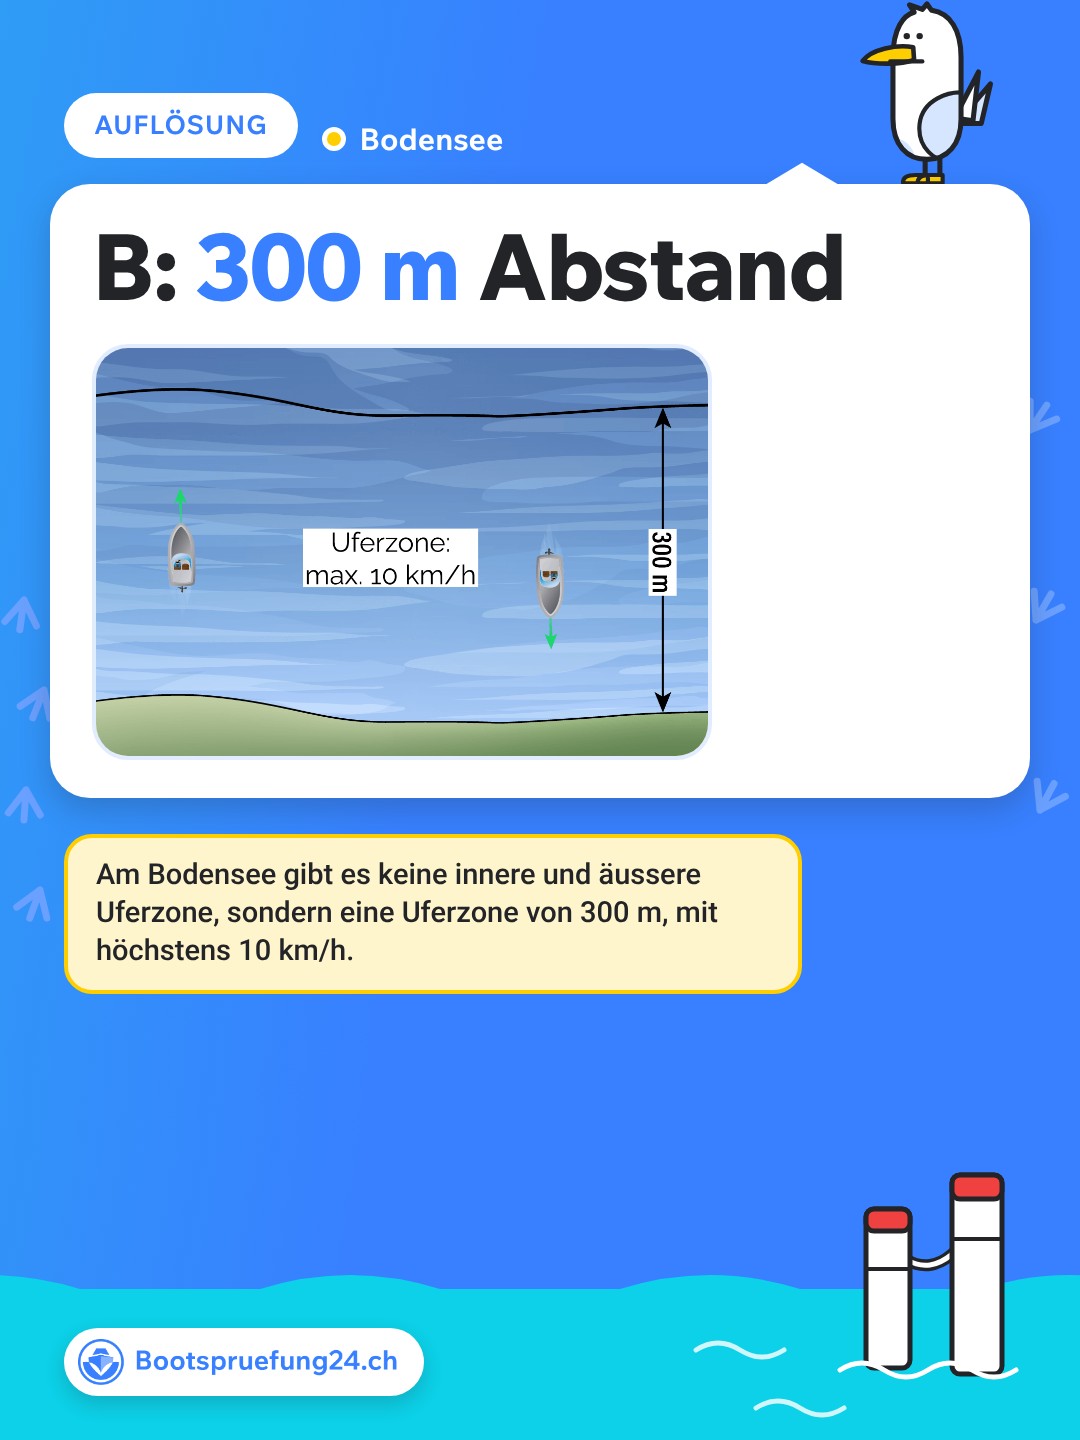 AUFLÖSUNG
Bodensee
B: 300 m Abstand
Uferzone:
max. 10 km/h
300 m
Am Bodensee gibt es keine innere und äussere
Uferzone, sondern eine Uferzone von 300 m, mit
höchstens 10 km/h.
Bootspruefung24.ch